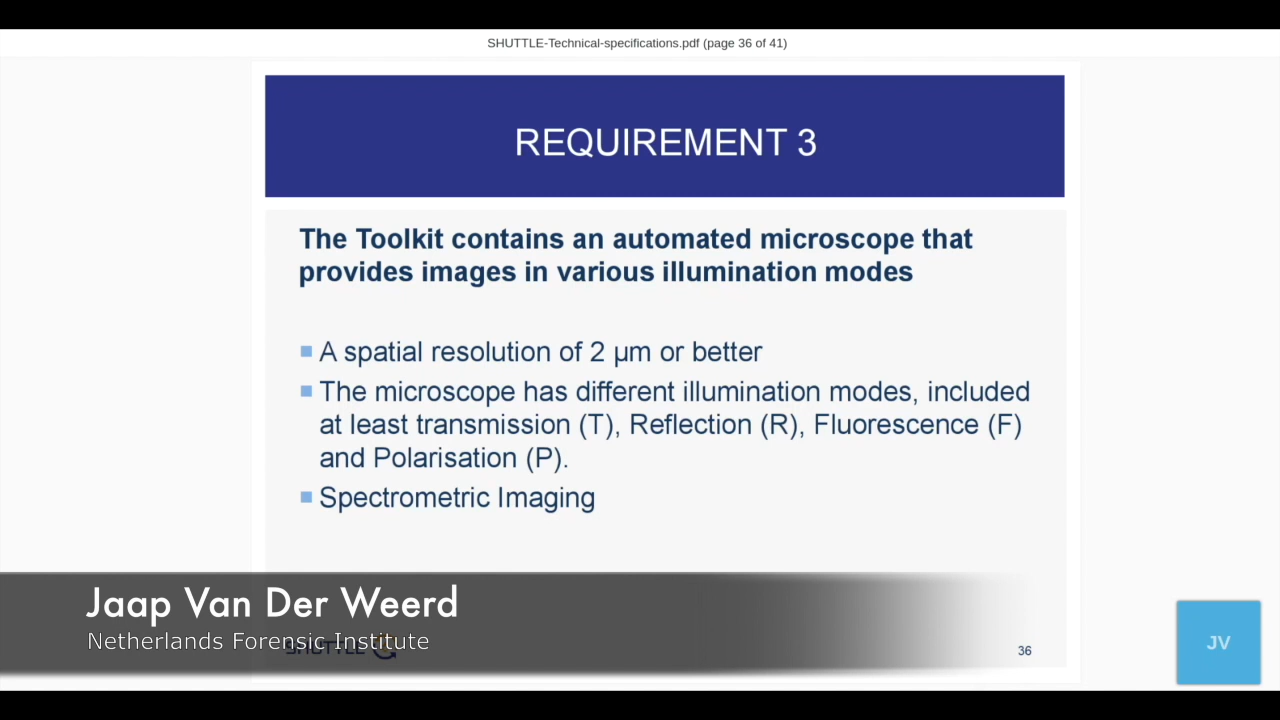 SHUTTLE-Technical-specifications.pdf (page 36 of 41)
REQUIREMENT 3
The Toolkit contains an automated microscope that
provides images in various illumination modes
A spatial resolution of 2 µm or better
The microscope has different illumination modes, included
at least transmission (T), Reflection (R), Fluorescence (F)
and Polarisation (P).
Spectrometric Imaging
Jaap Van Der Weerd
Netherlands Forensic Institute
SHUTTLE
36
JV